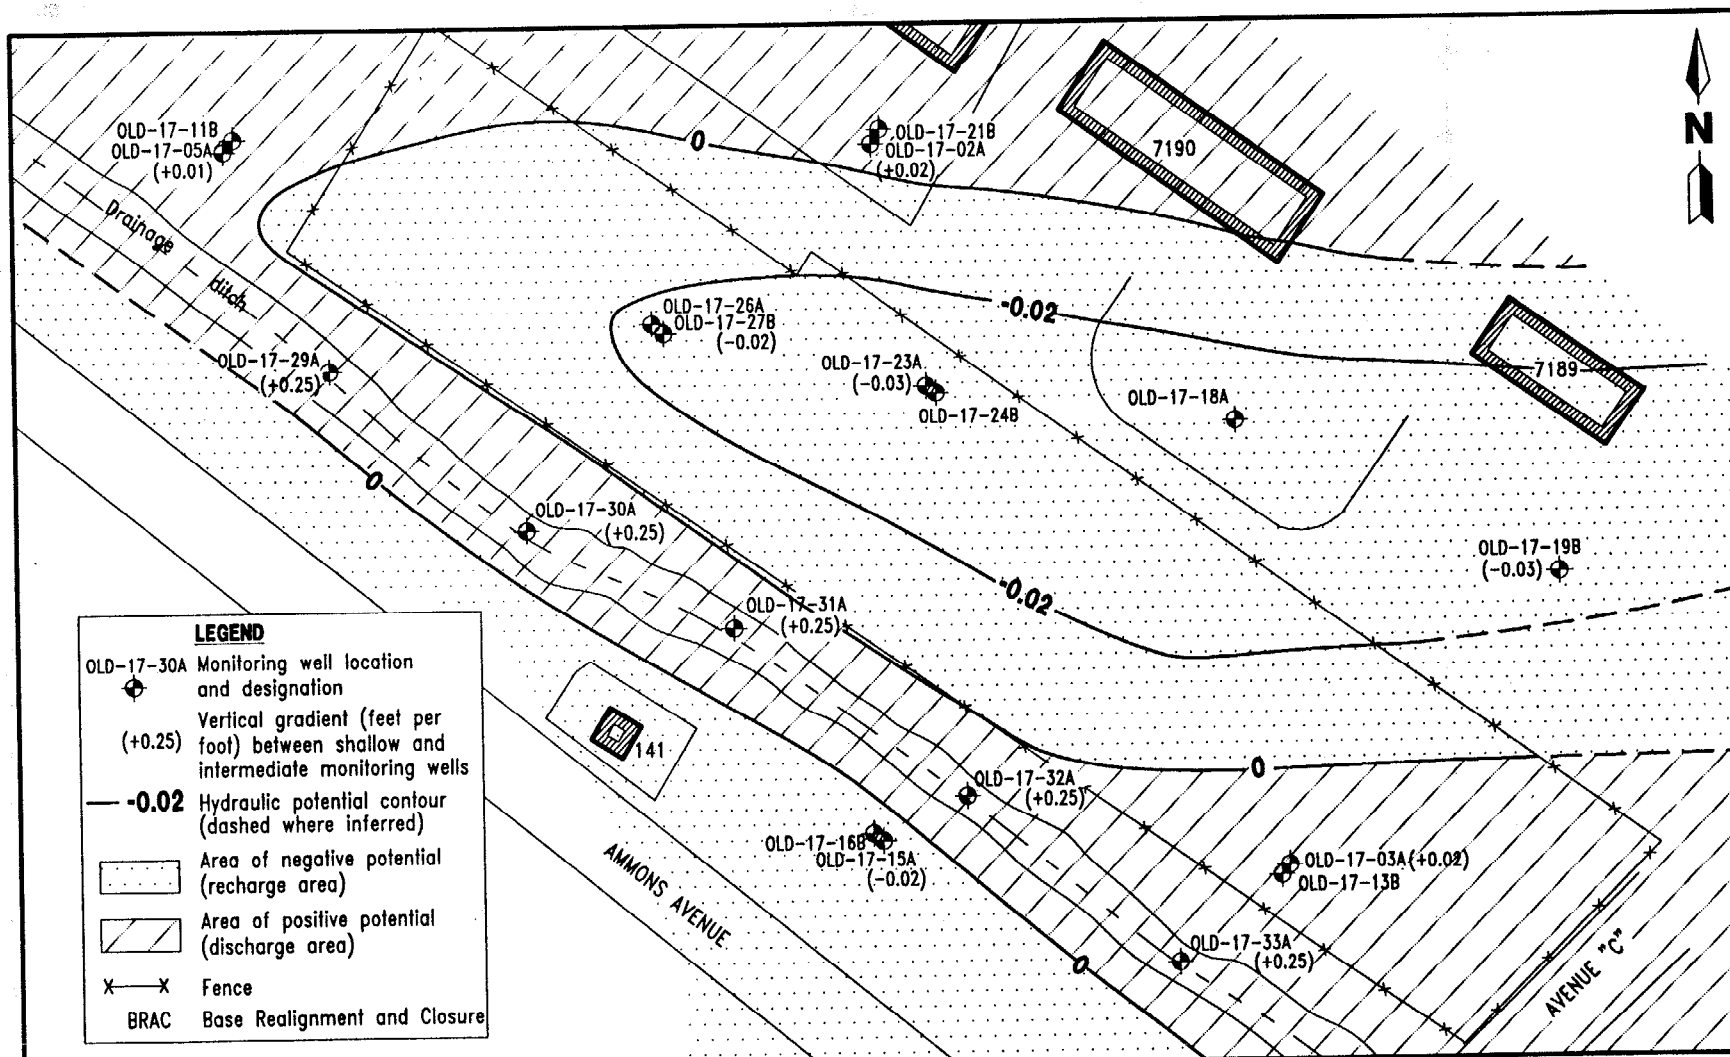 OLD-17-11B
OLD-17-05A
(+0.01)
0
OLD-17-21B
OLD-17-02A
(+0.02)
7190
N
Drainage
ditch
OLD-17-26A
OLD-17-27B
(-0.02)
-0.02
OLD-17-29A
(+0.25)
OLD-17-23A
(-0.03)
OLD-17-24B
OLD-17-18A
7189
0
OLD-17-30A
(+0.25)
OLD-17-19B
(-0.03)
-0.02
OLD-17-31A
(+0.25)
141
0
OLD-17-32A
(+0.25)
OLD-17-16B
OLD-17-15A
(-0.02)
OLD-17-03A (+0.02)
OLD-17-13B
AMMONS AVENUE
OLD-17-33A
(+0.25)
0
AVENUE "C"
LEGEND
OLD-17-30A Monitoring well location
and designation
Vertical gradient (feet per
(+0.25) foot) between shallow and
intermediate monitoring wells
-0.02 Hydraulic potential contour
(dashed where inferred)
Area of negative potential
(recharge area)
Area of positive potential
(discharge area)
X X Fence
BRAC Base Realignment and Closure